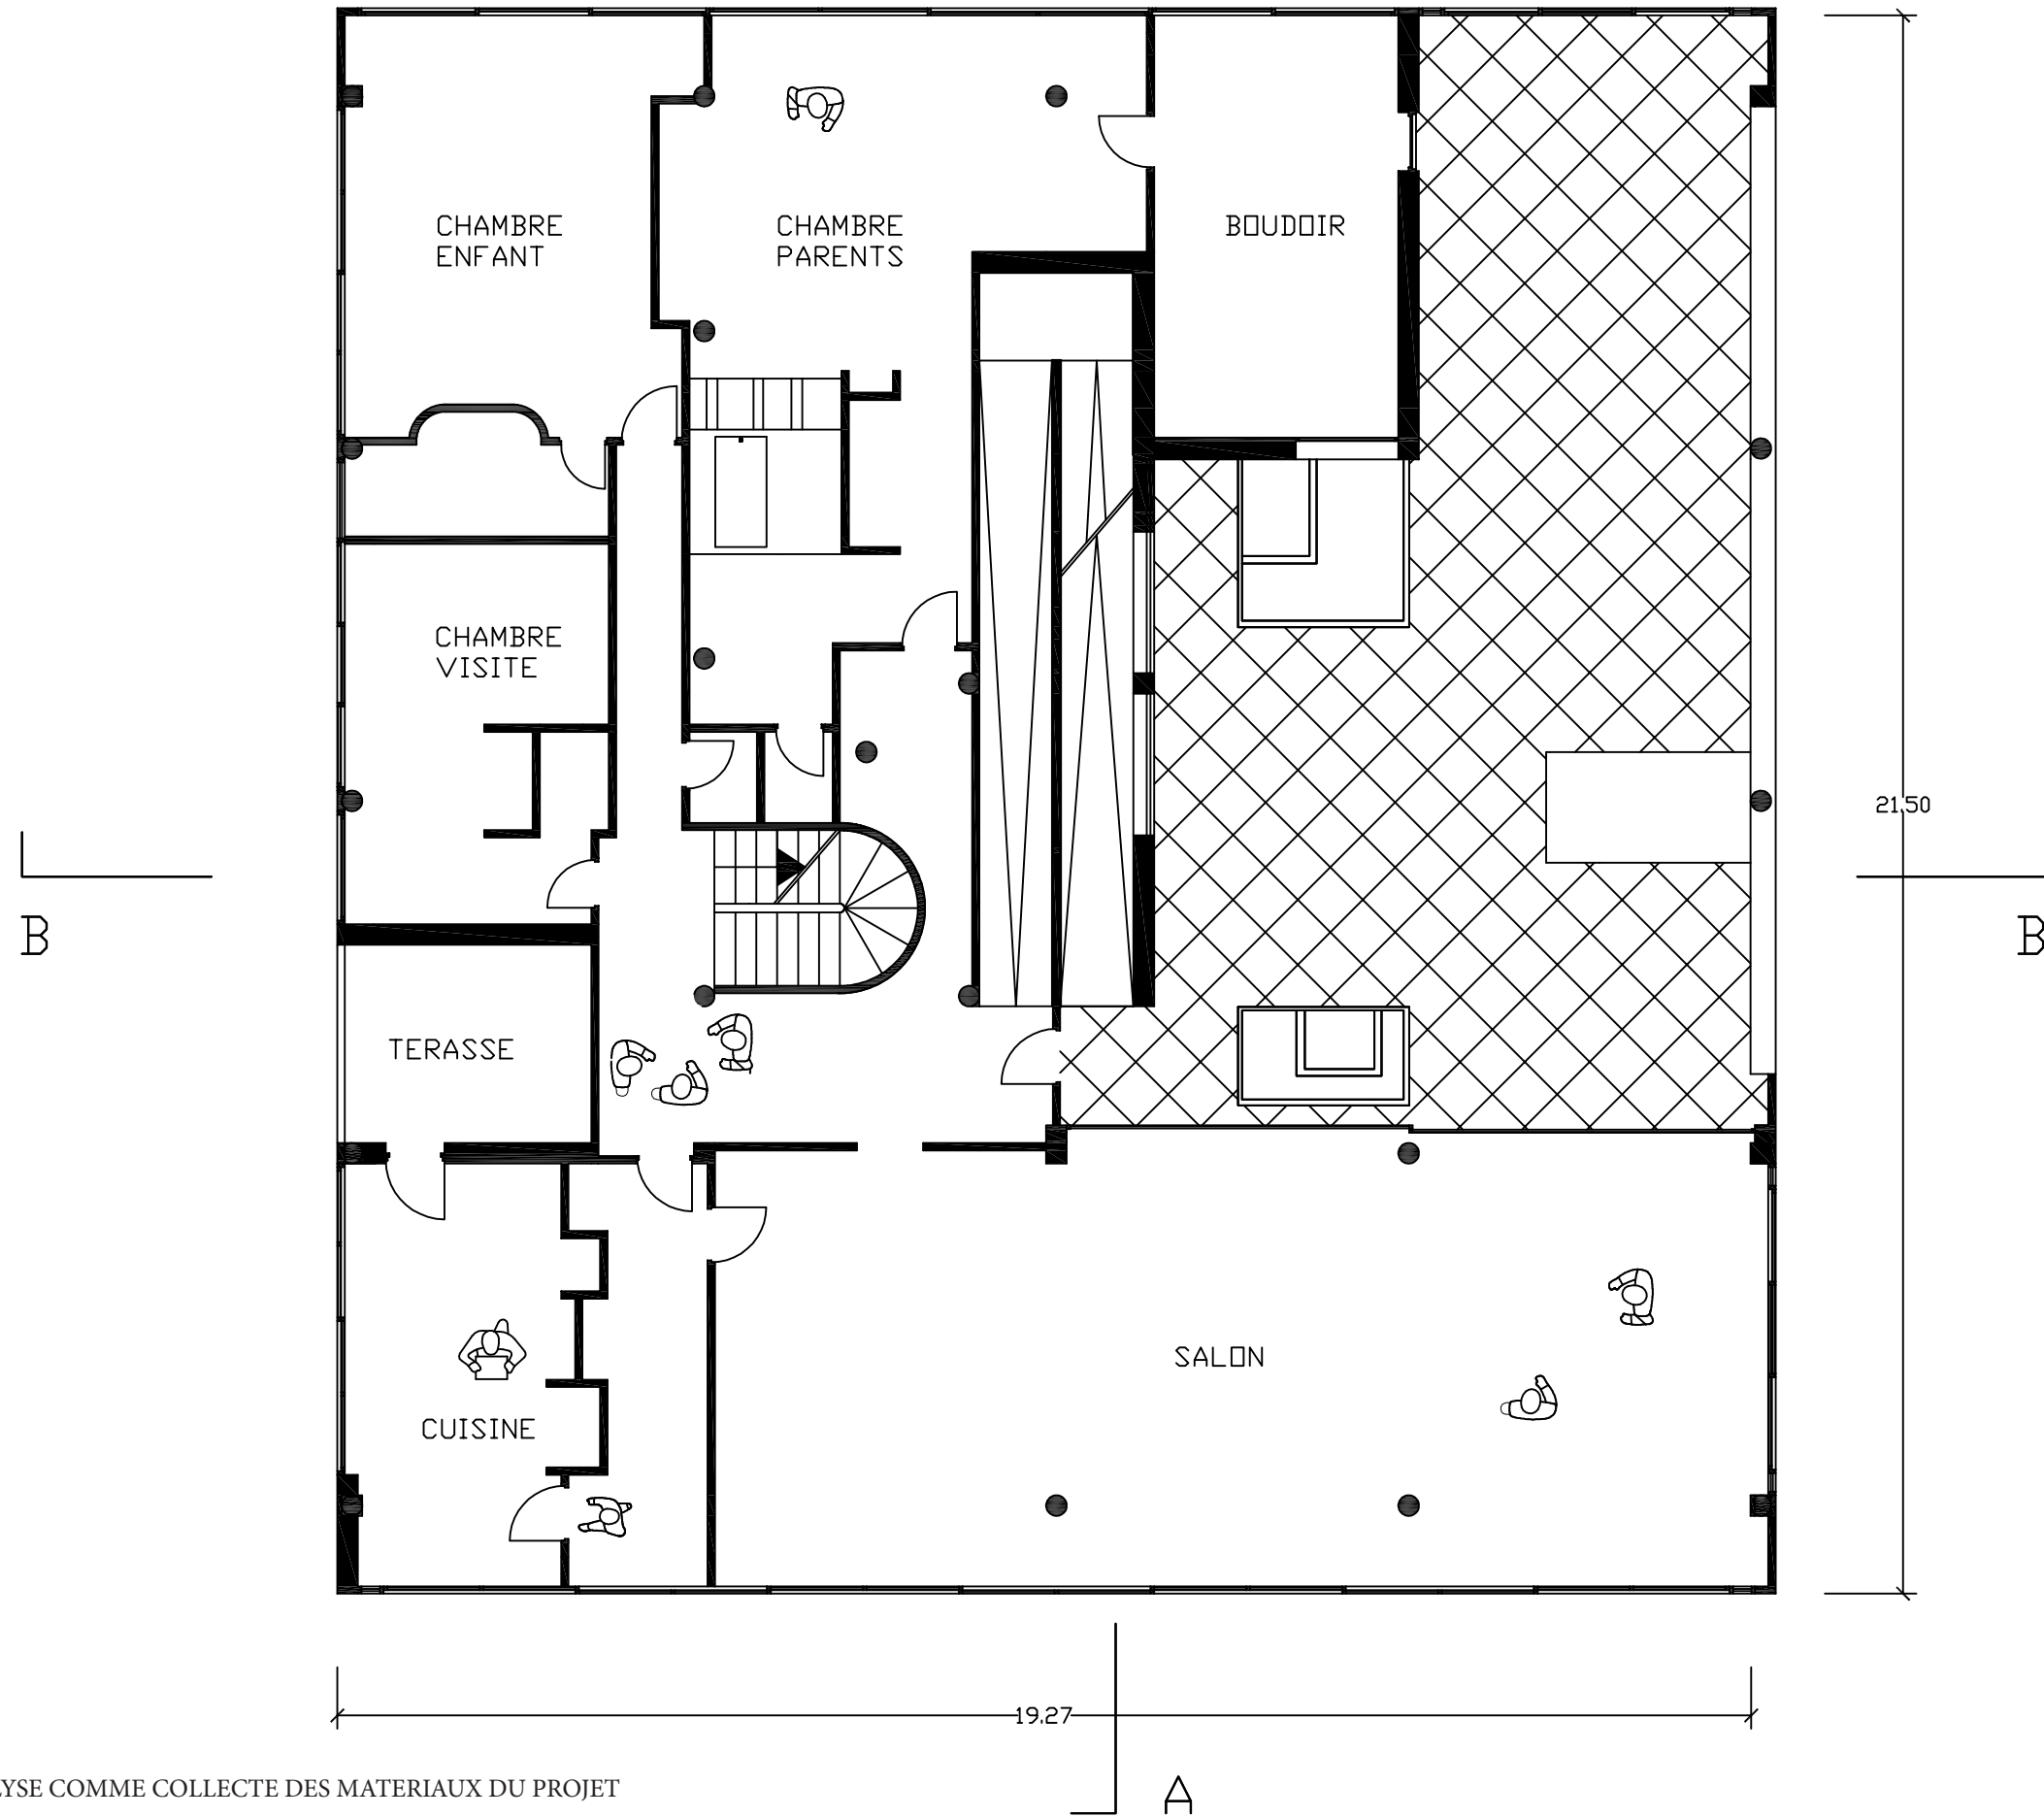 CHAMBRE
ENFANT
CHAMBRE
PARENTS
BOUDOIR
CHAMBRE
VISITE
21.50
B
B
TERASSE
SALON
CUISINE
19.27
YSE COMME COLLECTE DES MATERIAUX DU PROJET
A